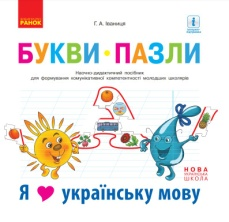 РАНОК
Г. А. Іваниця
БУКВИ-ПАЗЛИ
Наочно-дидактичний посібник
для формування комунікативної компетентності молодших школярів
НОВА
УКРАЇНСЬКА
ШКОЛА
Я українську мову